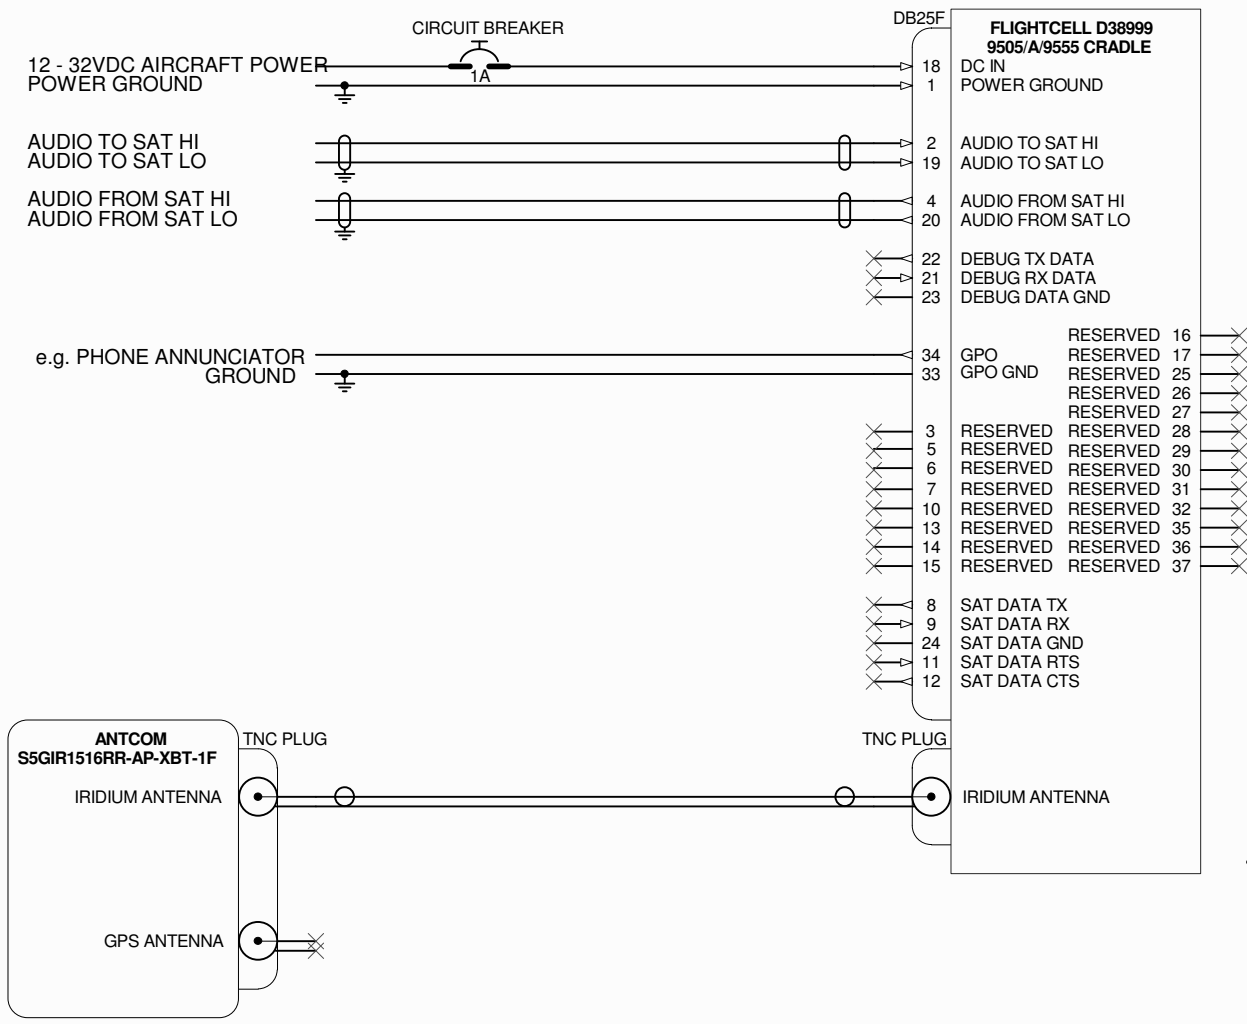 CIRCUIT BREAKER
DB25F
FLIGHTCELL D38999
9505/A/9555 CRADLE
12 - 32VDC AIRCRAFT POWER
1A
18 DC IN
POWER GROUND
1 POWER GROUND
AUDIO TO SAT HI
2 AUDIO TO SAT HI
AUDIO TO SAT LO
19 AUDIO TO SAT LO
AUDIO FROM SAT HI
4 AUDIO FROM SAT HI
AUDIO FROM SAT LO
20 AUDIO FROM SAT LO
22 DEBUG TX DATA
21 DEBUG RX DATA
23 DEBUG DATA GND
RESERVED 16
e.g. PHONE ANNUNCIATOR
34 GPO RESERVED 17
GROUND
33 GPO GND RESERVED 25
RESERVED 26
RESERVED 27
3 RESERVED RESERVED 28
5 RESERVED RESERVED 29
6 RESERVED RESERVED 30
7 RESERVED RESERVED 31
10 RESERVED RESERVED 32
13 RESERVED RESERVED 35
14 RESERVED RESERVED 36
15 RESERVED RESERVED 37
8 SAT DATA TX
9 SAT DATA RX
24 SAT DATA GND
11 SAT DATA RTS
12 SAT DATA CTS
ANTCOM
S5GIR1516RR-AP-XBT-1F
TNC PLUG
TNC PLUG
IRIDIUM ANTENNA
IRIDIUM ANTENNA
GPS ANTENNA